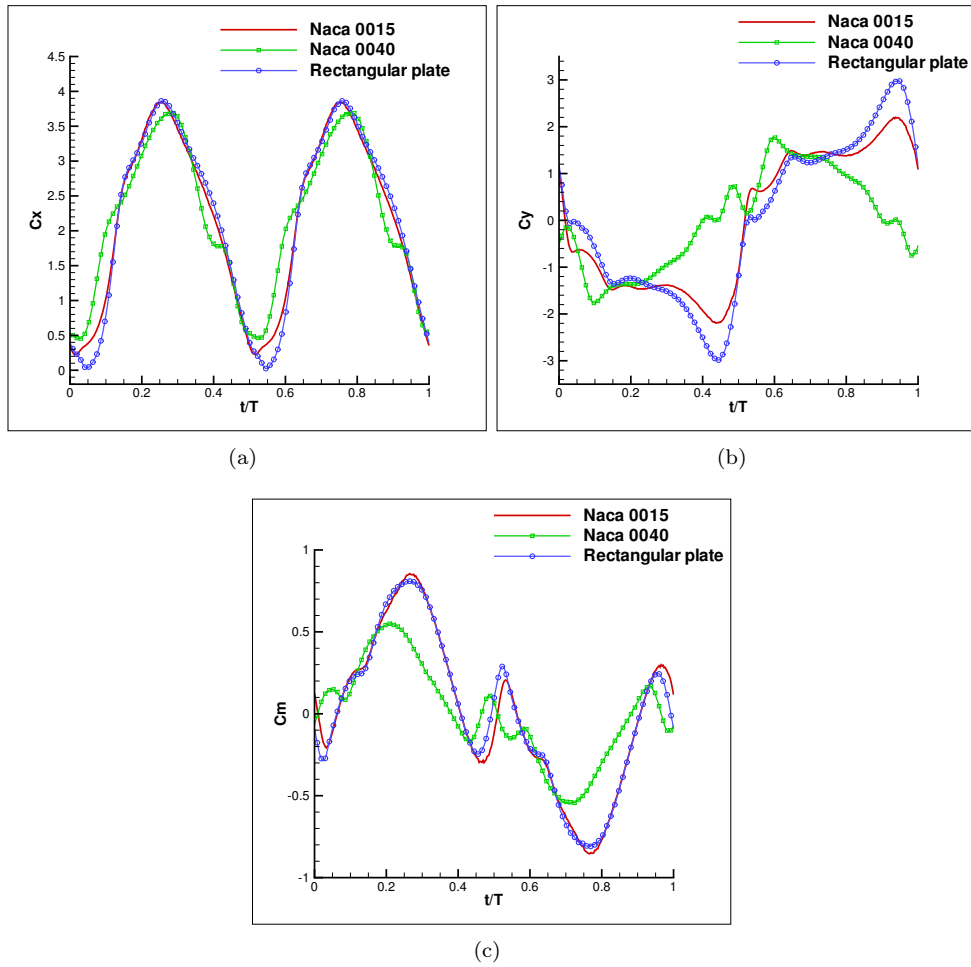 Naca 0015
Naca 0040
Rectangular plate
4.5
4
3.5
3
2.5
2
1.5
1
0.5
0
Cx
0 0.2 0.4 0.6 0.8 1
t/T
(a)
Naca 0015
Naca 0040
Rectangular plate
3
2
1
0
-1
-2
-3
Cy
0 0.2 0.4 0.6 0.8 1
t/T
(b)
Naca 0015
Naca 0040
Rectangular plate
1
0.5
0
-0.5
-1
Cm
0 0.2 0.4 0.6 0.8 1
t/T
(c)